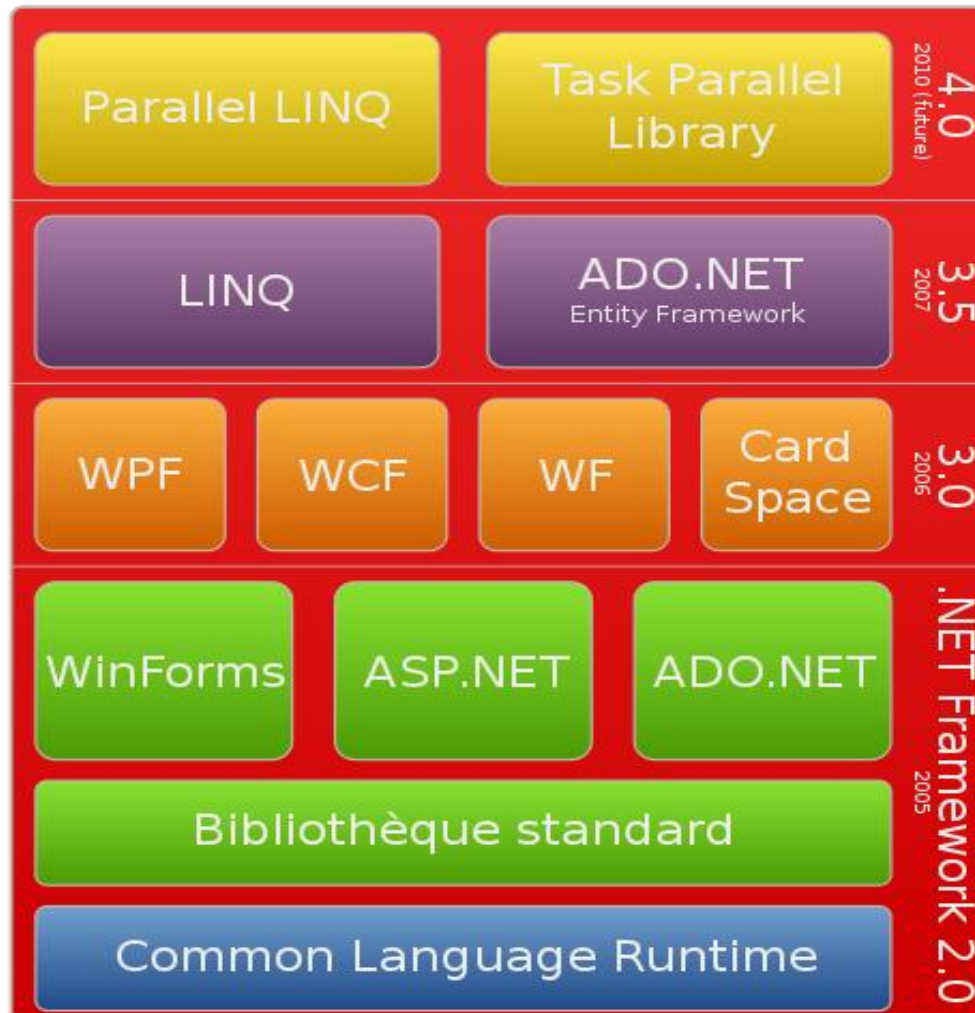 Parallel LINQ
Task Parallel
Library
4.0
2010 (future)
LINQ
ADO.NET
Entity Framework
3.5
2007
WPF
WCF
WF
Card
Space
3.0
2006
WinForms
ASP.NET
ADO.NET
Bibliothèque standard
Common Language Runtime
.NET Framework 2.0
2005